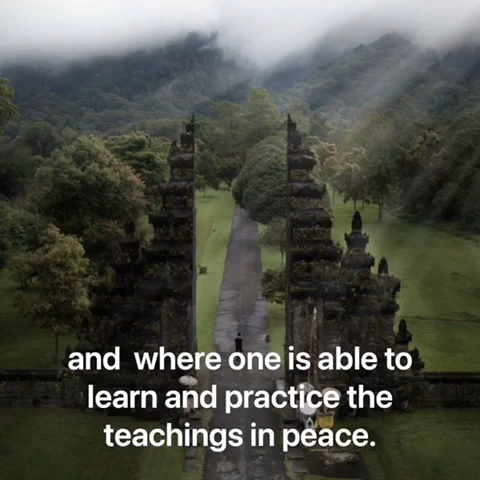 and  where one is able to
learn and practice the
teachings in peace.